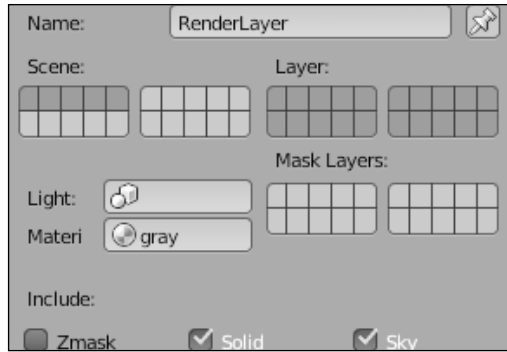 Name: RenderLayer
Scene: Layer:
Mask Layers:
Light:
Materi gray
Include:
Zmask Solid Sky